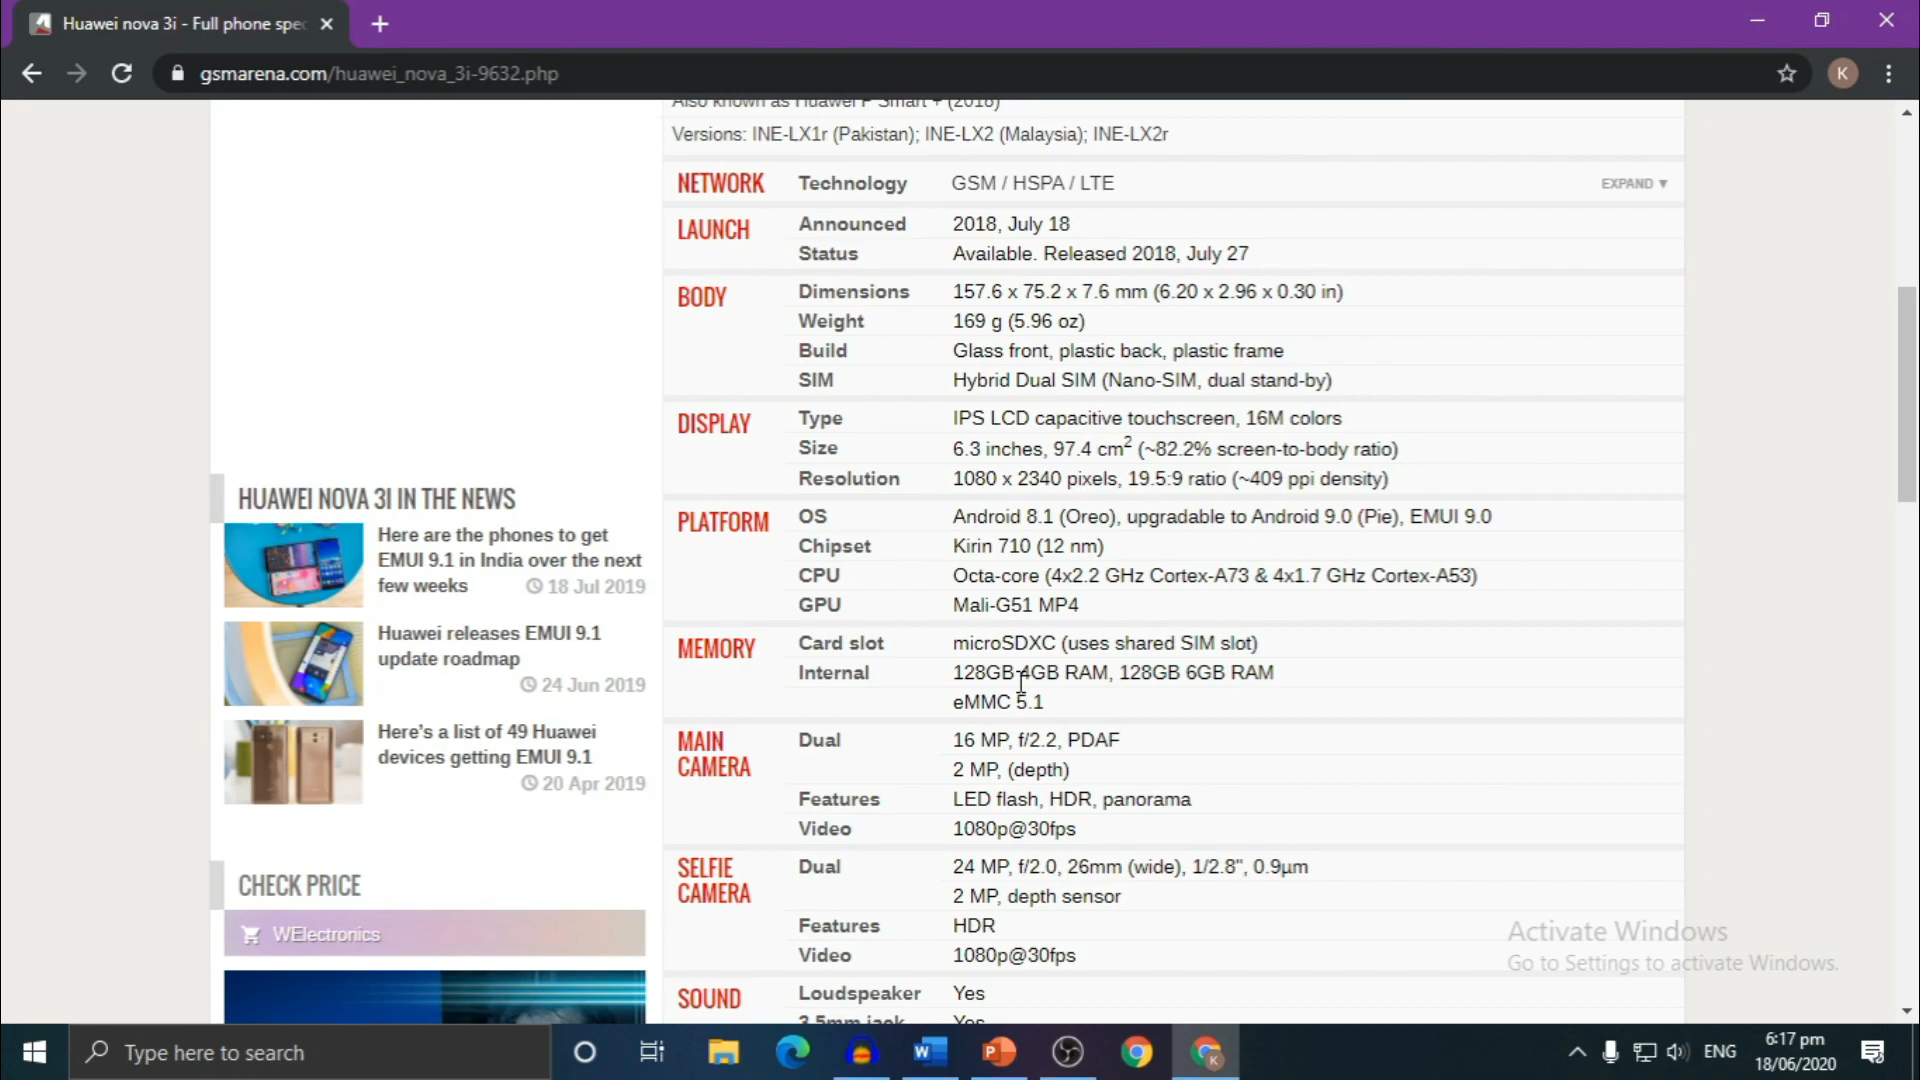 Huawei nova 3i - Full phone spec
gsmarena.com/huawei_nova_3i-9632.php
K
Also known as Huawei P Smart + (2018)
Versions: INE-LX1r (Pakistan); INE-LX2 (Malaysia); INE-LX2r
NETWORK Technology GSM / HSPA / LTE EXPAND ▼
LAUNCH Announced 2018, July 18
Status Available. Released 2018, July 27
BODY Dimensions 157.6 x 75.2 x 7.6 mm (6.20 x 2.96 x 0.30 in)
Weight 169 g (5.96 oz)
Build Glass front, plastic back, plastic frame
SIM Hybrid Dual SIM (Nano-SIM, dual stand-by)
DISPLAY Type IPS LCD capacitive touchscreen, 16M colors
Size 6.3 inches, 97.4 cm2 (~82.2% screen-to-body ratio)
Resolution 1080 x 2340 pixels, 19.5:9 ratio (~409 ppi density)
PLATFORM OS Android 8.1 (Oreo), upgradable to Android 9.0 (Pie), EMUI 9.0
Chipset Kirin 710 (12 nm)
CPU Octa-core (4x2.2 GHz Cortex-A73 & 4x1.7 GHz Cortex-A53)
GPU Mali-G51 MP4
MEMORY Card slot microSDXC (uses shared SIM slot)
Internal 128GB 4GB RAM, 128GB 6GB RAM
eMMC 5.1
MAIN CAMERA Dual 16 MP, f/2.2, PDAF
2 MP, (depth)
Features LED flash, HDR, panorama
Video 1080p@30fps
SELFIE CAMERA Dual 24 MP, f/2.0, 26mm (wide), 1/2.8", 0.9µm
2 MP, depth sensor
Features HDR
Video 1080p@30fps
SOUND Loudspeaker Yes
3.5mm jack Yes
HUAWEI NOVA 3I IN THE NEWS
Here are the phones to get
EMUI 9.1 in India over the next
few weeks 18 Jul 2019
Huawei releases EMUI 9.1
update roadmap
24 Jun 2019
Here's a list of 49 Huawei
devices getting EMUI 9.1
20 Apr 2019
CHECK PRICE
WElectronics
Activate Windows
Go to Settings to activate Windows.
Type here to search
ENG
6:17 pm
18/06/2020